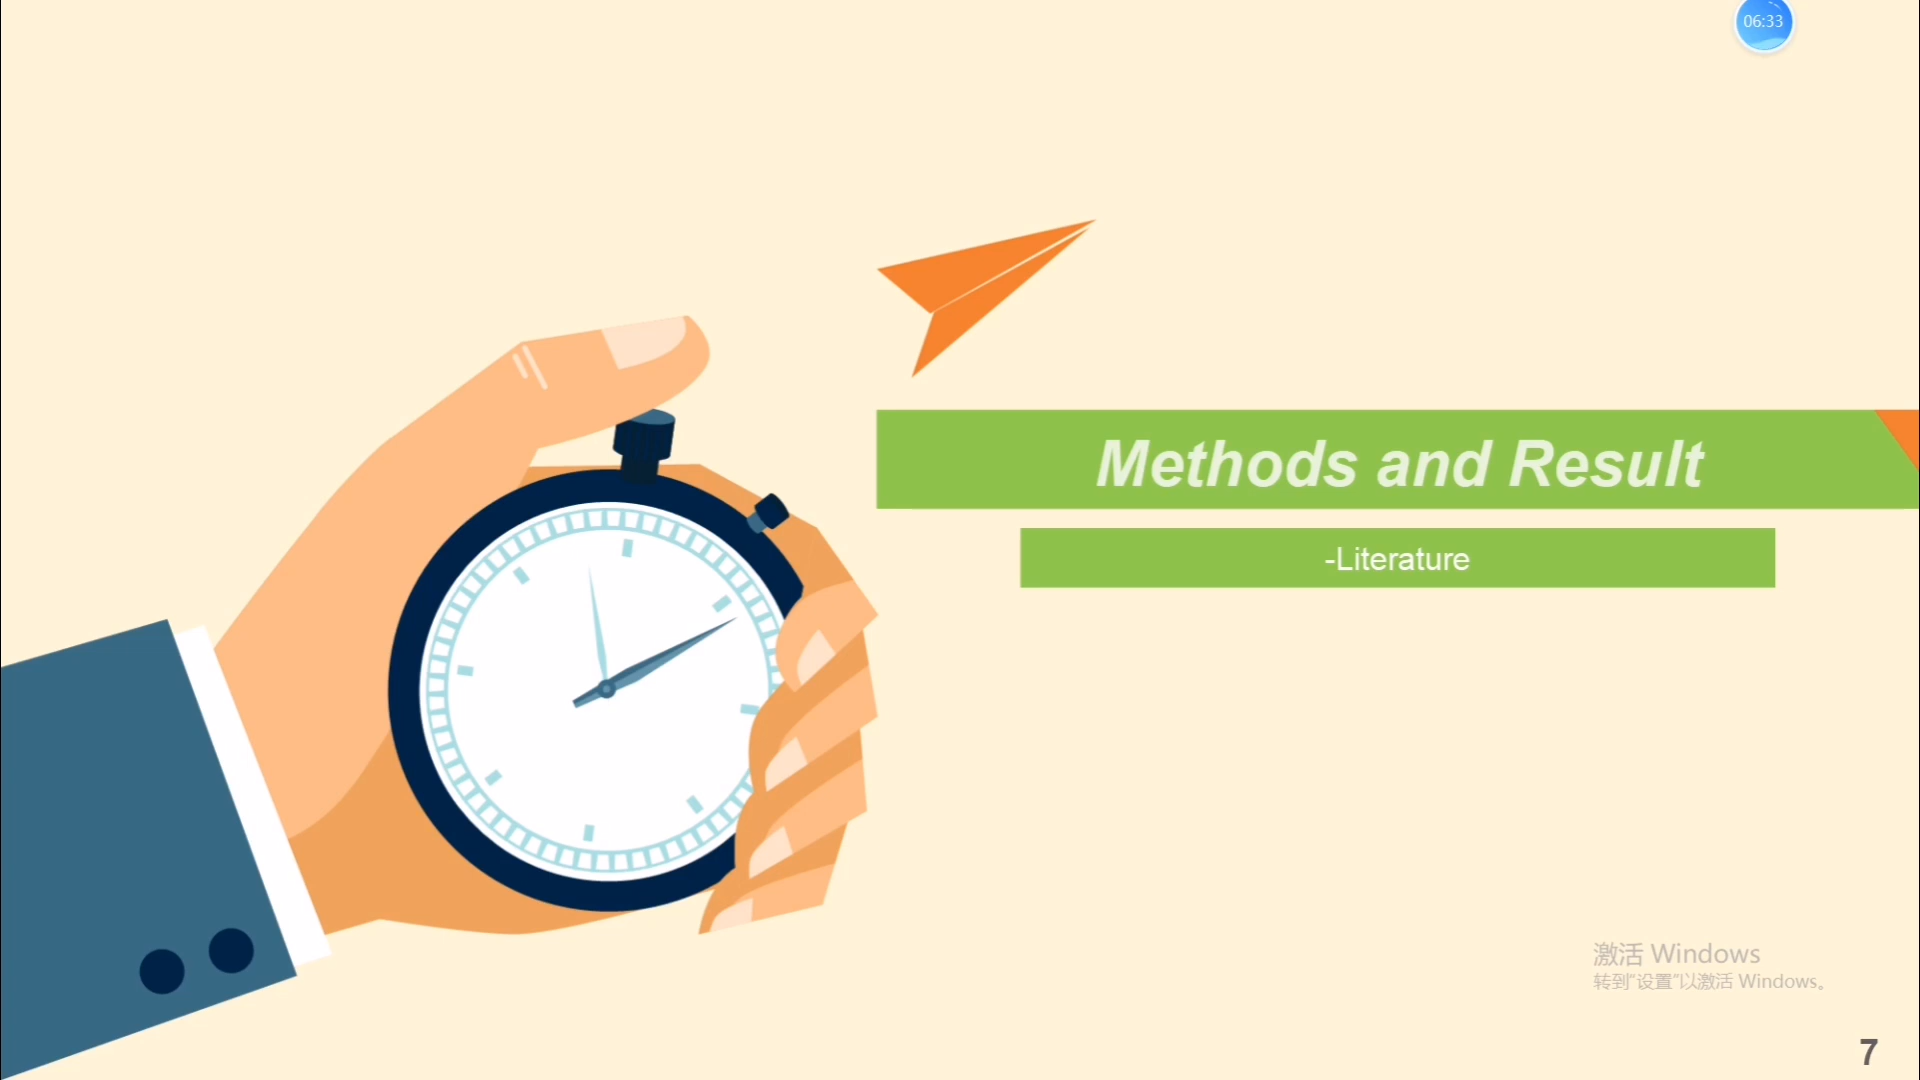 06:33
Methods and Result
-Literature
激活 Windows
转到“设置”以激活 Windows。
7